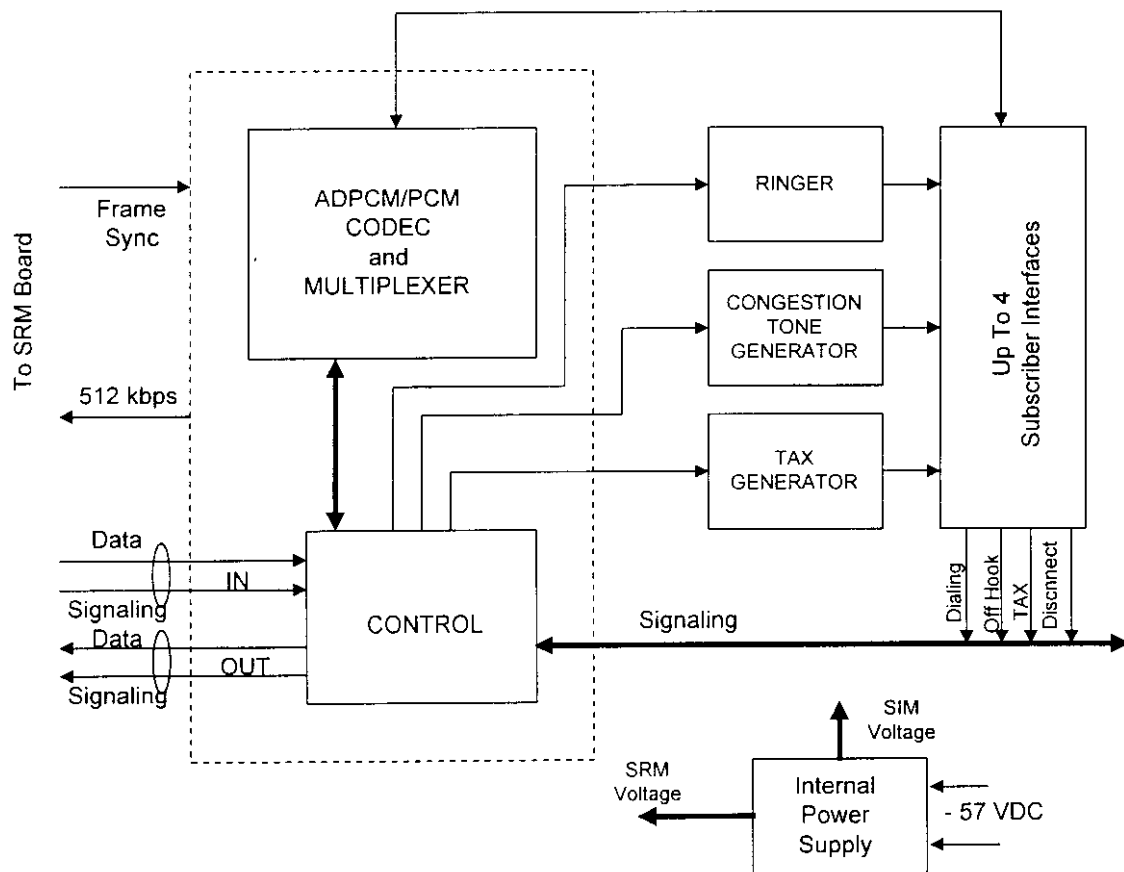 To SRM Board
Frame
Sync
512 kbps
Data
IN
Signaling
Data
OUT
Signaling
ADPCM/PCM
CODEC
and
MULTIPLEXER
CONTROL
RINGER
CONGESTION
TONE
GENERATOR
TAX
GENERATOR
Up To 4
Subscriber Interfaces
Dialing
Off Hook
TAX
Discnnect
Signaling
SIM
Voltage
SRM
Voltage
Internal
Power
Supply
- 57 VDC